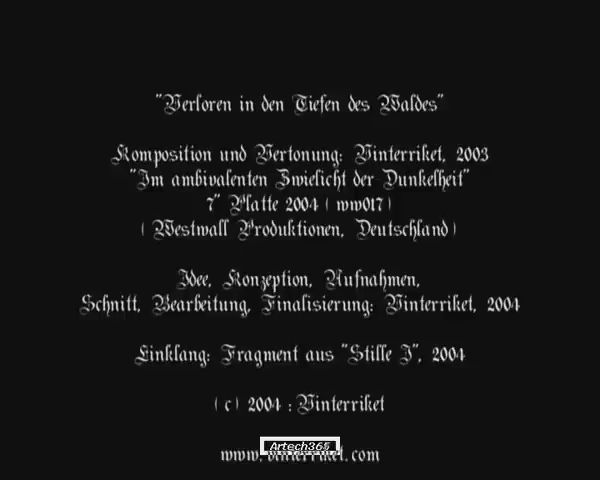 "Verloren in den Tiefen des Waldes"
Komposition und Vertonung: Vinterriket, 2003
"Im ambivalenten Zwielicht der Dunkelheit"
7" Platte 2004 (ww017)
(Westwall Produktionen, Deutschland)
Idee, Konzeption, Aufnahmen,
Schnitt, Bearbeitung, Finalisierung: Vinterriket, 2004
Einklang: Fragment aus "Stille I", 2004
(c) 2004 : Vinterriket
Artech365
www.vinterriket.com